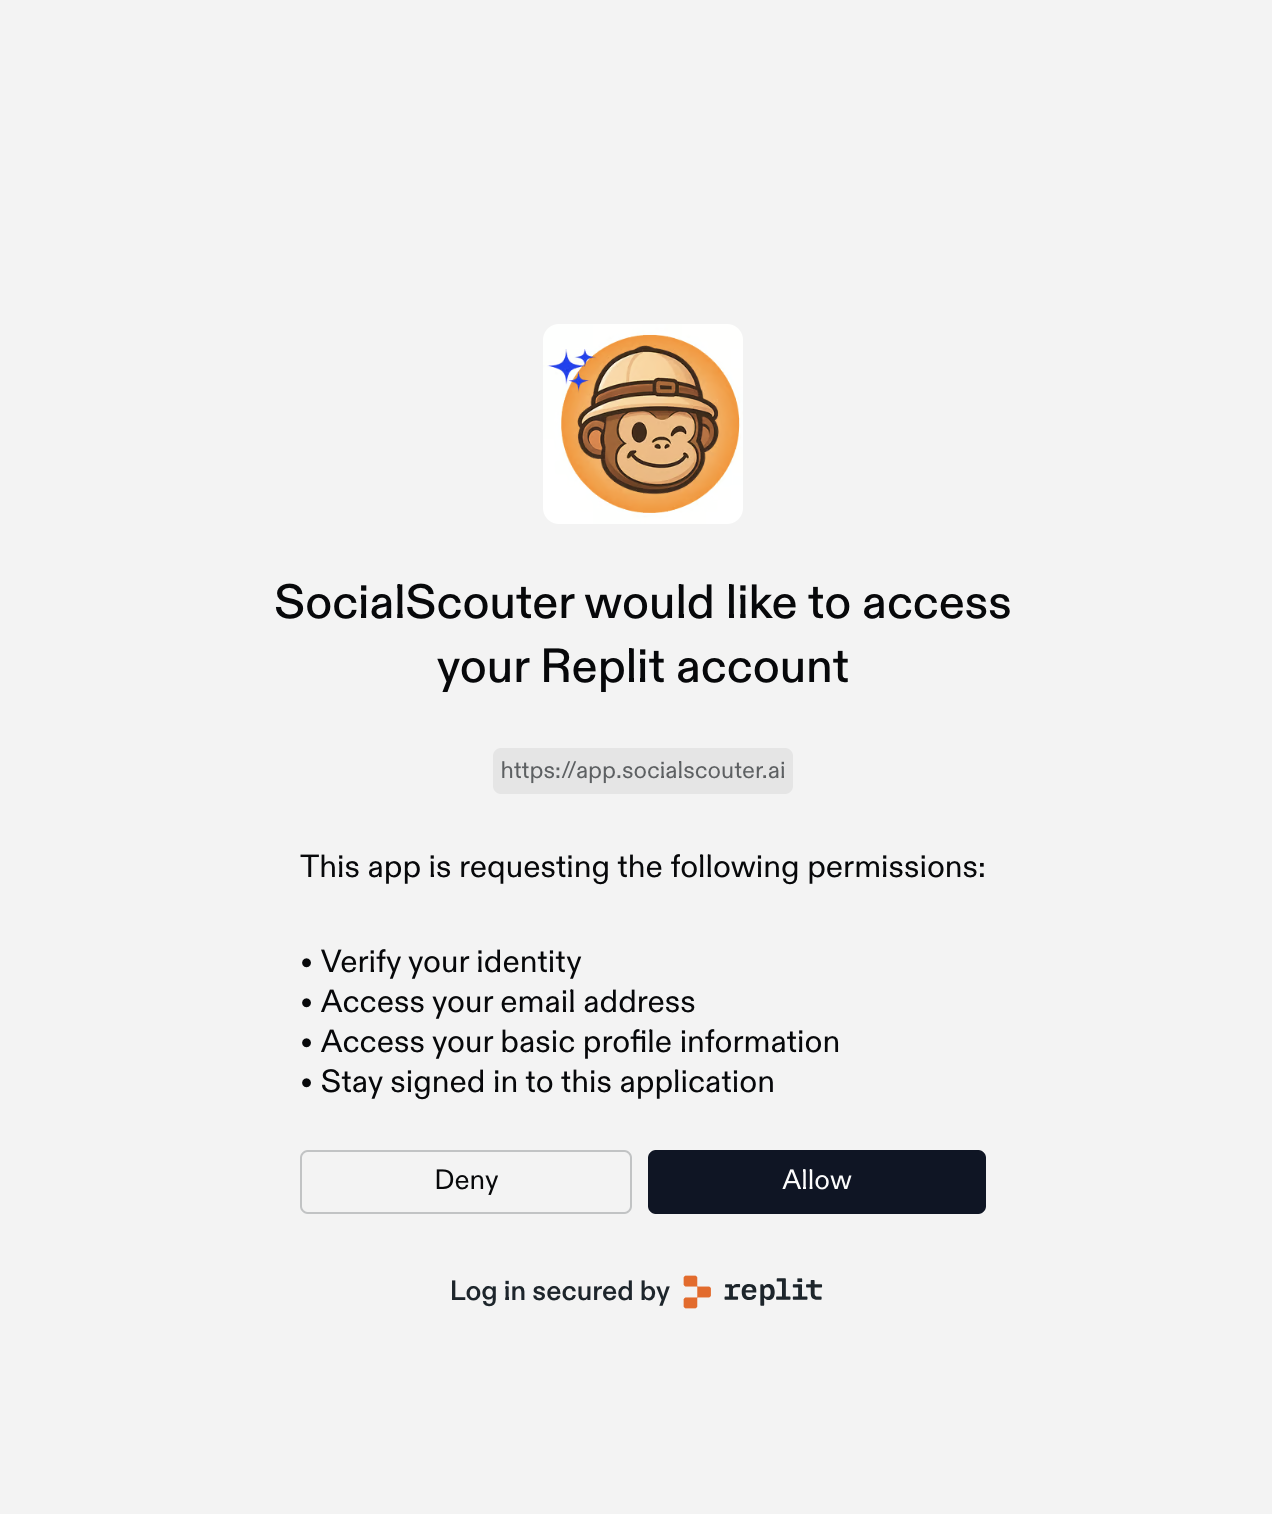 SocialScouter would like to access
your Replit account
https://app.socialscouter.ai
This app is requesting the following permissions:
• Verify your identity
• Access your email address
• Access your basic profile information
• Stay signed in to this application
Deny
Allow
Log in secured by replit